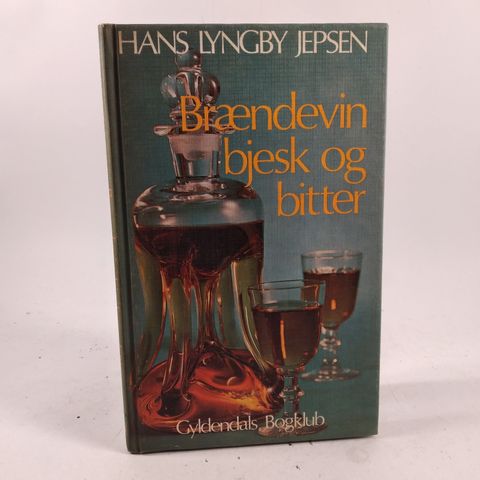 HANS LYNGBY JEPSEN
Brændevin
bjesk og
bitter
Gyldendals Bogklub